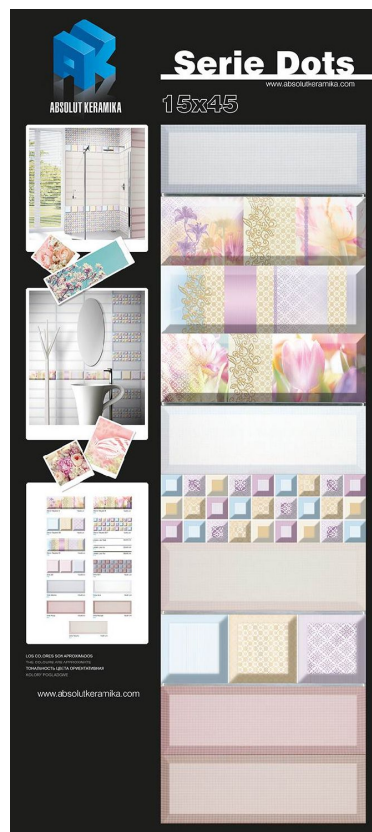 ABSOLUT KERAMIKA
Serie Dots
www.absolutkeramika.com
15x45
LOS COLORES SON APROXIMADOS
THE COLOURS ARE APPROXIMATE
ТОНАЛЬНОСТЬ ЦВЕТА ОРИЕНТИРОВОЧНАЯ
KOLORY POGLĄDOWE
www.absolutkeramika.com